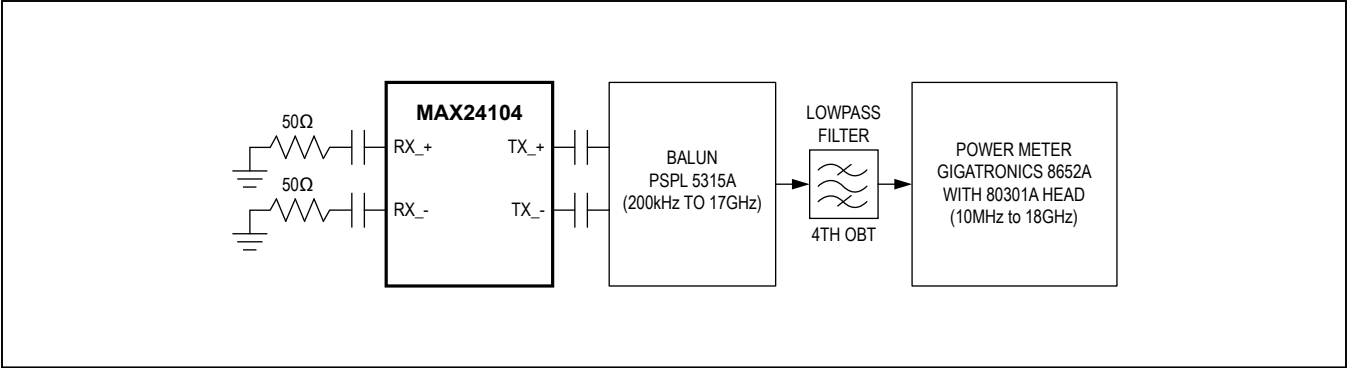 50Ω
50Ω
MAX24104
RX_+
TX_+
RX_-
TX_-
BALUN
PSPL 5315A
(200kHz TO 17GHz)
LOWPASS
FILTER
4TH OBT
POWER METER
GIGATRONICS 8652A
WITH 80301A HEAD
(10MHz to 18GHz)